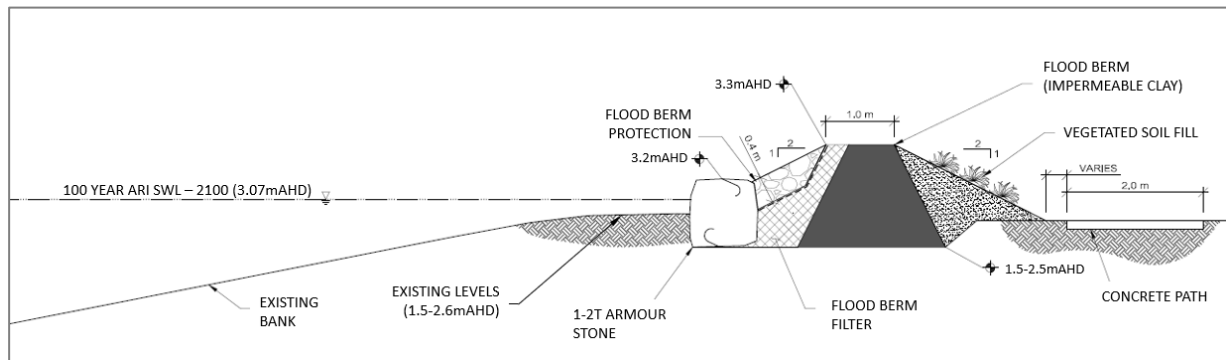 FLOOD BERM
(IMPERMEABLE CLAY)
3.3mAHD
1.0 m
FLOOD BERM
PROTECTION
0.4 m
2
1
2
1
VEGETATED SOIL FILL
3.2mAHD
VARIES
2.0 m
100 YEAR ARI SWL – 2100 (3.07mAHD)
1.5-2.5mAHD
EXISTING LEVELS
(1.5-2.6mAHD)
CONCRETE PATH
EXISTING
BANK
1-2T ARMOUR
STONE
FLOOD BERM
FILTER